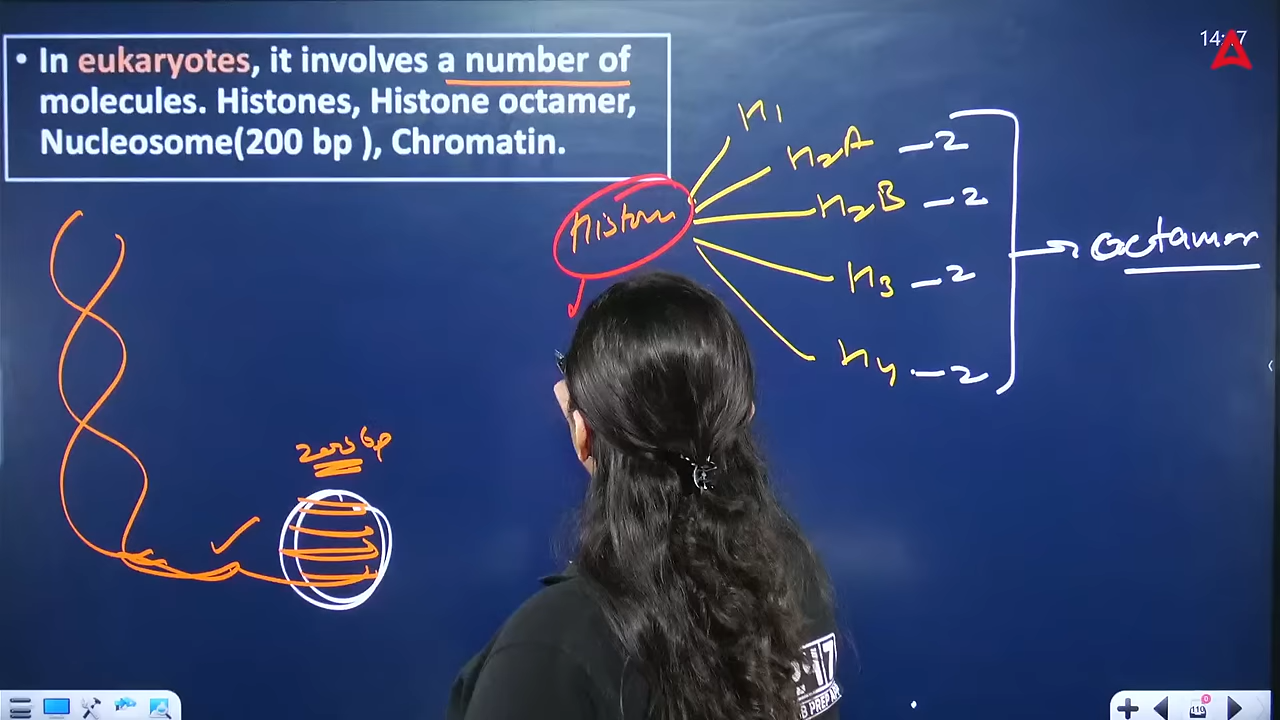 • In eukaryotes, it involves a number of
molecules. Histones, Histone octamer,
Nucleosome(200 bp ), Chromatin.
H1
H2A – 2
H2B – 2
H3 – 2
H4 – 2
octamer
200 bp